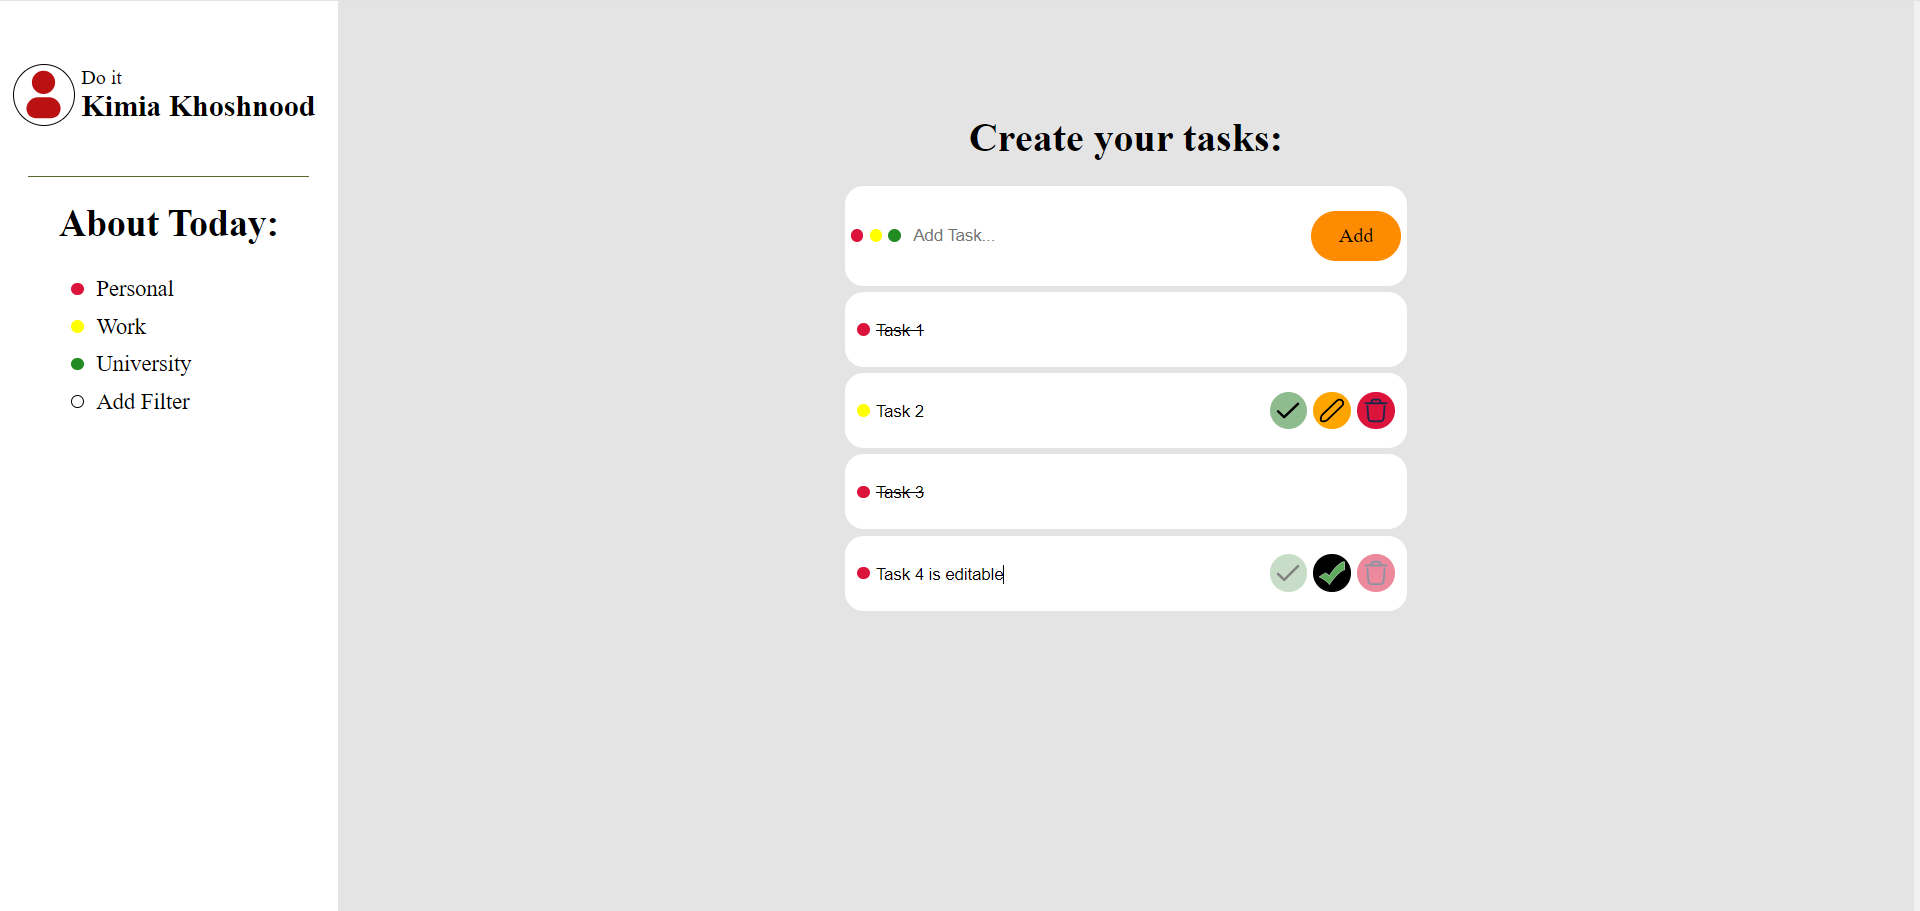 Do it
Kimia Khoshnood
About Today:
Personal
Work
University
Add Filter
Create your tasks:
Add Task...
Add
Task 1
Task 2
Task 3
Task 4 is editable